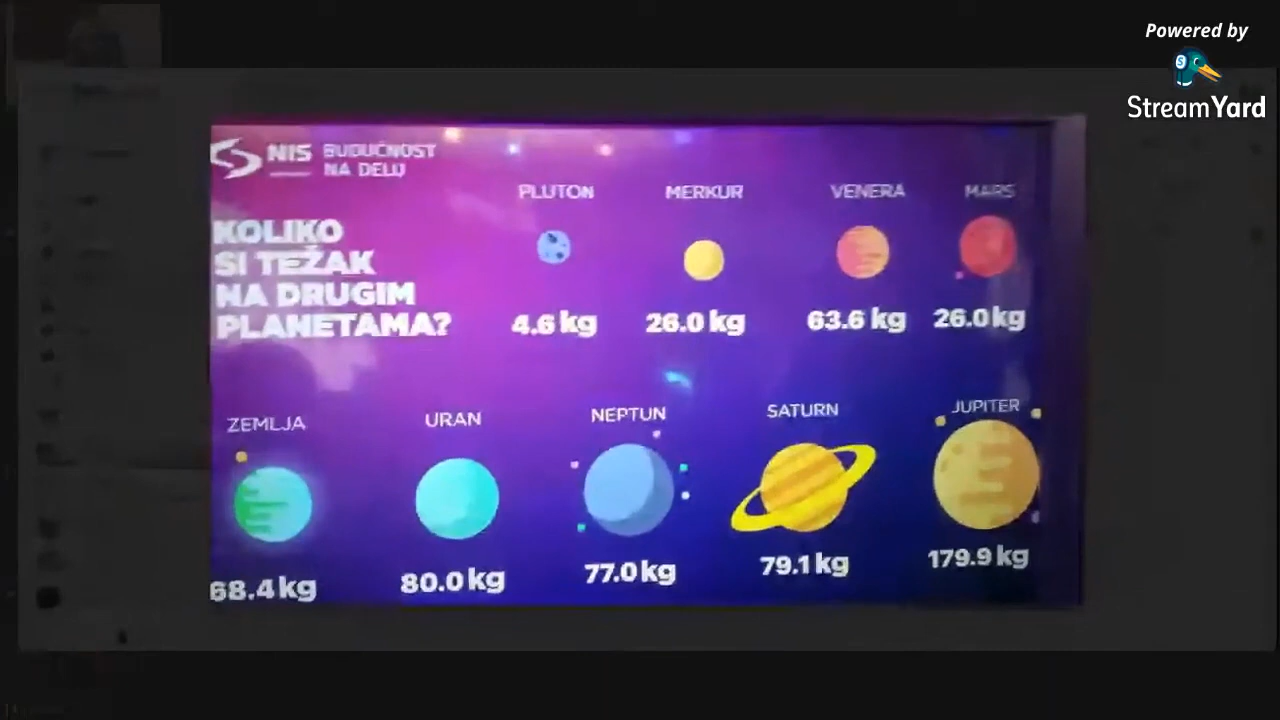 Powered by
StreamYard
NIS BUDUĆNOST
NA DELU
KOLIKO
SI TEŽAK
NA DRUGIM
PLANETAMA?
PLUTON MERKUR VENERA MARS
4.6 kg 26.0 kg 63.6 kg 26.0 kg
ZEMLJA URAN NEPTUN SATURN JUPITER
68.4 kg 80.0 kg 77.0 kg 79.1 kg 179.9 kg